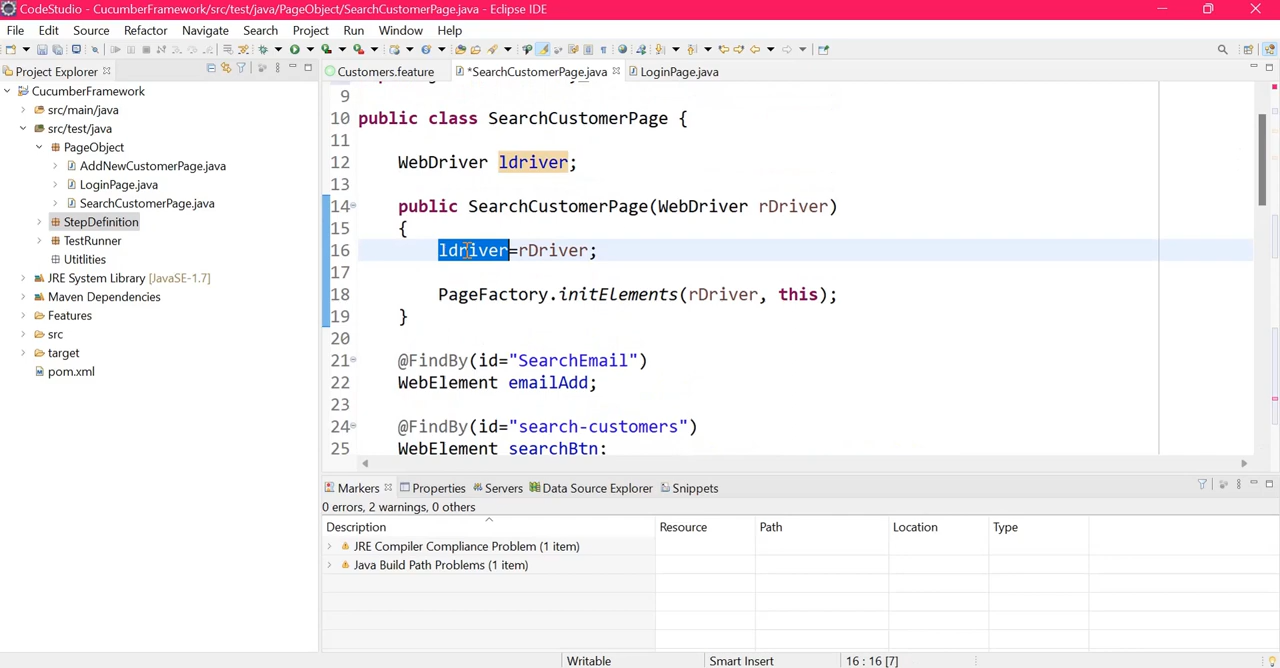 CodeStudio - CucumberFramework/src/test/java/PageObject/SearchCustomerPage.java - Eclipse IDE
File Edit Source Refactor Navigate Search Project Run Window Help
Project Explorer
CucumberFramework
src/main/java
src/test/java
PageObject
AddNewCustomerPage.java
LoginPage.java
SearchCustomerPage.java
StepDefinition
TestRunner
Utitlities
JRE System Library [JavaSE-1.7]
Maven Dependencies
Features
src
target
pom.xml
Customers.feature *SearchCustomerPage.java LoginPage.java
9
10 public class SearchCustomerPage {
11
12 WebDriver ldriver;
13
14 public SearchCustomerPage(WebDriver rDriver)
15 {
16 ldriver=rDriver;
17
18 PageFactory.initElements(rDriver, this);
19 }
20
21 @FindBy(id="SearchEmail")
22 WebElement emailAdd;
23
24 @FindBy(id="search-customers")
25 WebElement searchBtn;
Markers Properties Servers Data Source Explorer Snippets
0 errors, 2 warnings, 0 others
Description Resource Path Location Type
JRE Compiler Compliance Problem (1 item)
Java Build Path Problems (1 item)
Writable Smart Insert 16 : 16 [7]